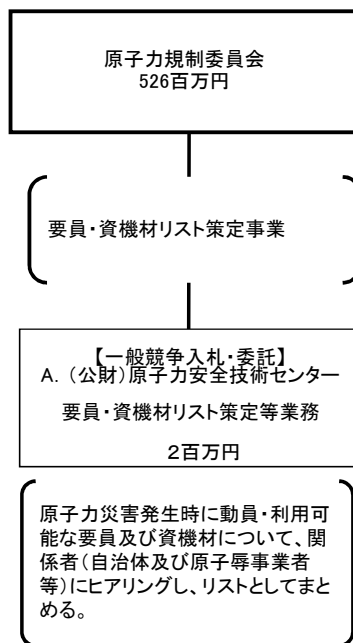 原子力規制委員会
526百万円
要員・資機材リスト策定事業
【一般競争入札・委託】
A. (公財)原子力安全技術センター
要員・資機材リスト策定等業務
２百万円
原子力災害発生時に動員・利用可
能な要員及び資機材について、関
係者(自治体及び原子辱事業者
等)にヒアリングし、リストとしてまと
める。